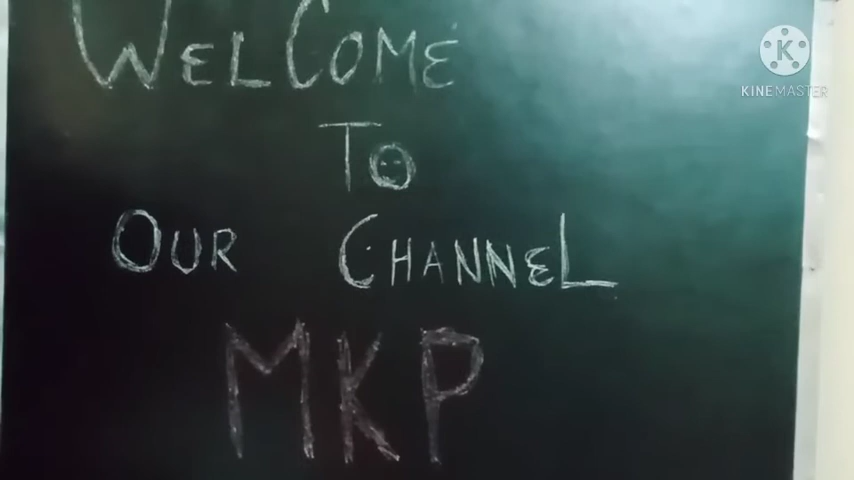 WELCOME
K
KINEMASTER
TO
OUR CHANNEL
MKP